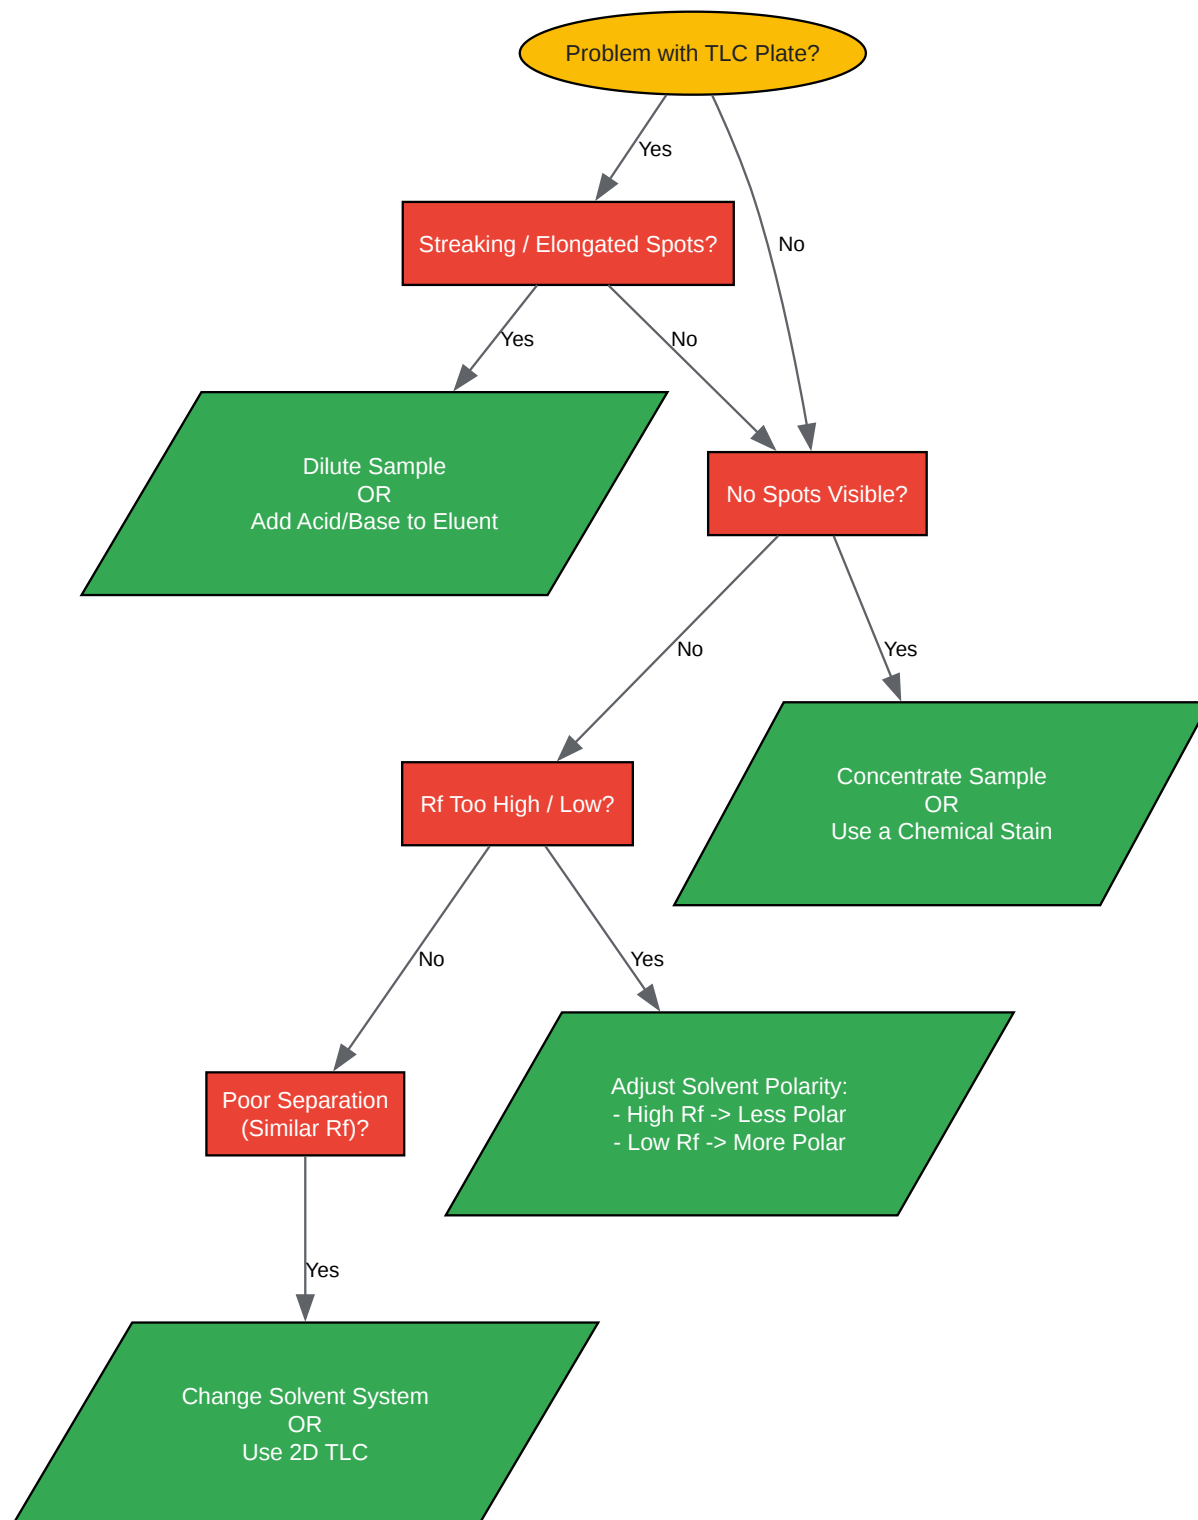 Problem with TLC Plate?
Yes
No
Streaking / Elongated Spots?
Yes
No
Dilute Sample
OR
Add Acid/Base to Eluent
No Spots Visible?
No
Yes
Rf Too High / Low?
Concentrate Sample
OR
Use a Chemical Stain
No
Yes
Poor Separation
(Similar Rf)?
Adjust Solvent Polarity:
- High Rf -> Less Polar
- Low Rf -> More Polar
Yes
Change Solvent System
OR
Use 2D TLC